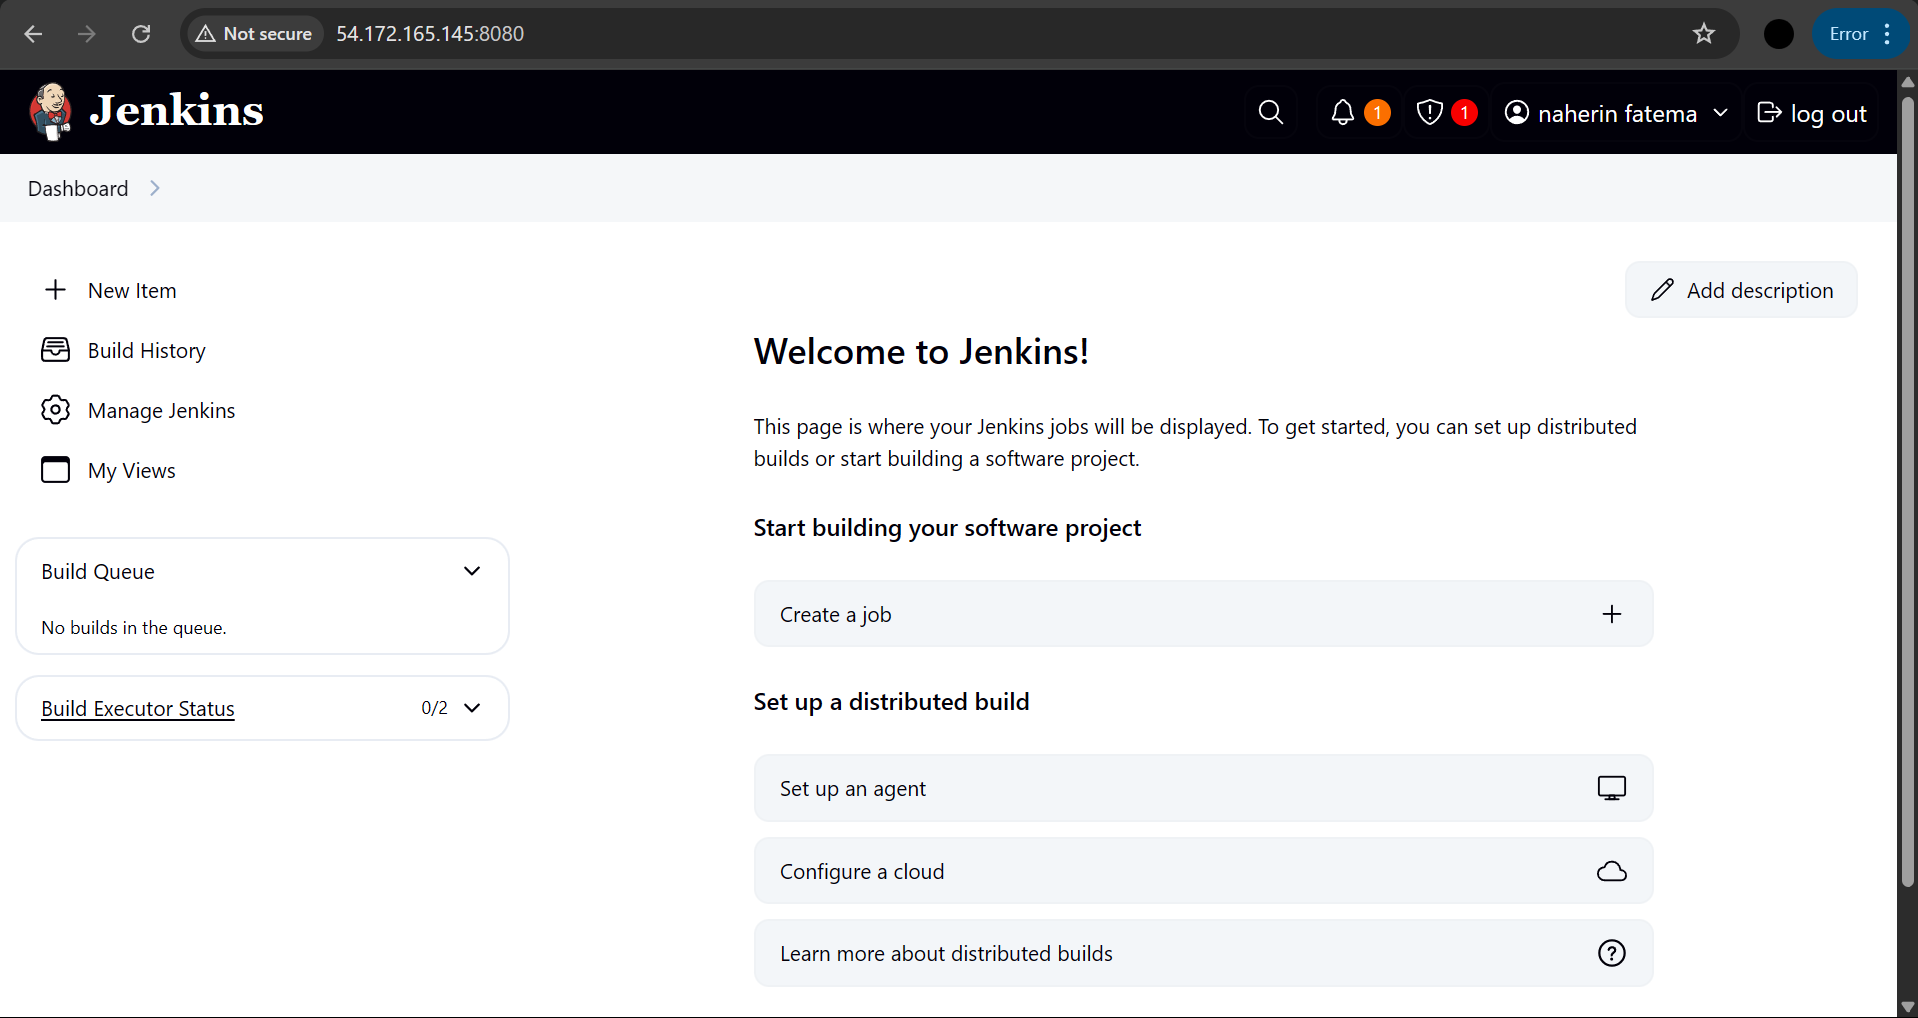 Not secure 54.172.165.145:8080 Error
Jenkins 1 1 naherin fatema log out
Dashboard
New Item
Add description
Build History
Manage Jenkins
My Views
Build Queue
No builds in the queue.
Build Executor Status 0/2
Welcome to Jenkins!
This page is where your Jenkins jobs will be displayed. To get started, you can set up distributed
builds or start building a software project.
Start building your software project
Create a job
Set up a distributed build
Set up an agent
Configure a cloud
Learn more about distributed builds